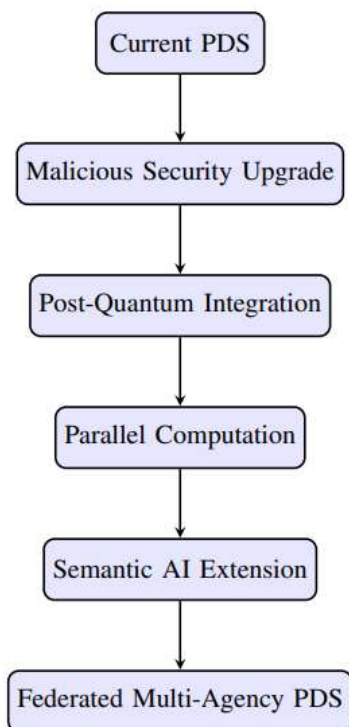 Current PDS
Malicious Security Upgrade
Post-Quantum Integration
Parallel Computation
Semantic AI Extension
Federated Multi-Agency PDS